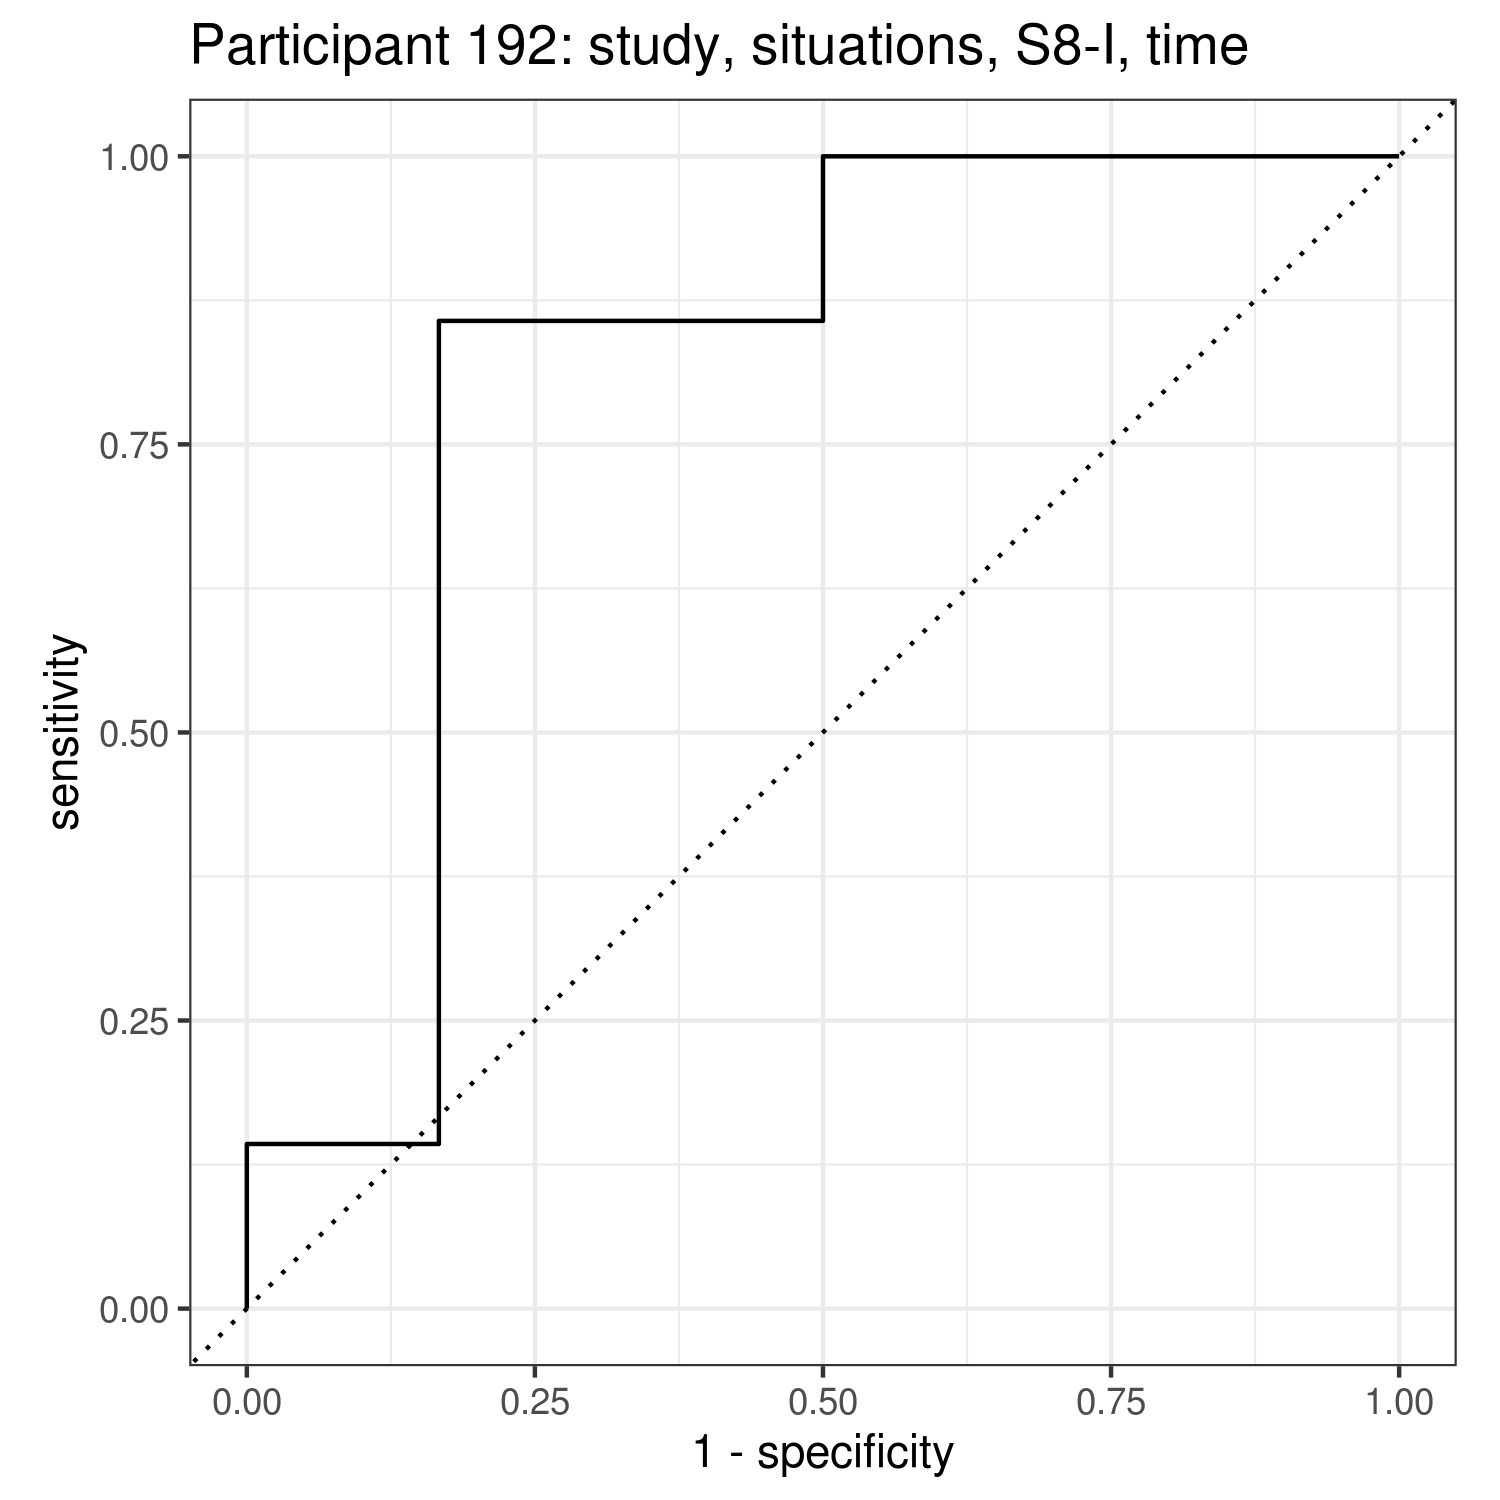 Participant 192: study, situations, S8-I, time
1.00
0.75
0.50
0.25
0.00
sensitivity
0.00 0.25 0.50 0.75 1.00
1 - specificity